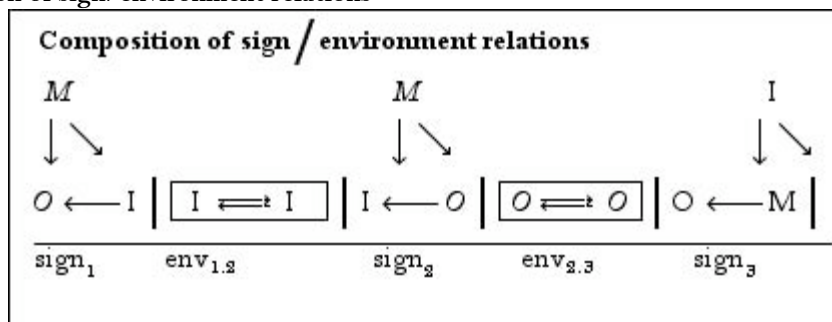 Composition of sign/environment relations
M M I
↓ ↘ ↓ ↘ ↓ ↘
O ⟵ I | I ⇌ I | I ⟵ O | O ⇌ O | O ⟵ M |
sign₁ env₁.₂ sign₂ env₂.₃ sign₃